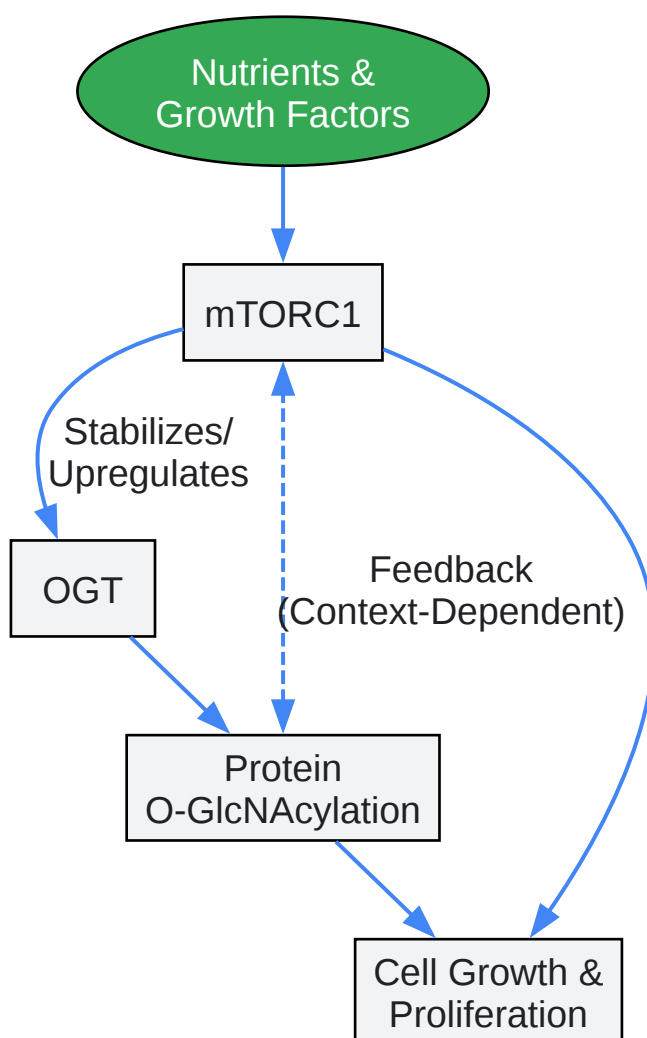 Nutrients &
Growth Factors
mTORC1
Stabilizes/
Upregulates
OGT
Feedback
(Context-Dependent)
Protein
O-GlcNAcylation
Cell Growth &
Proliferation